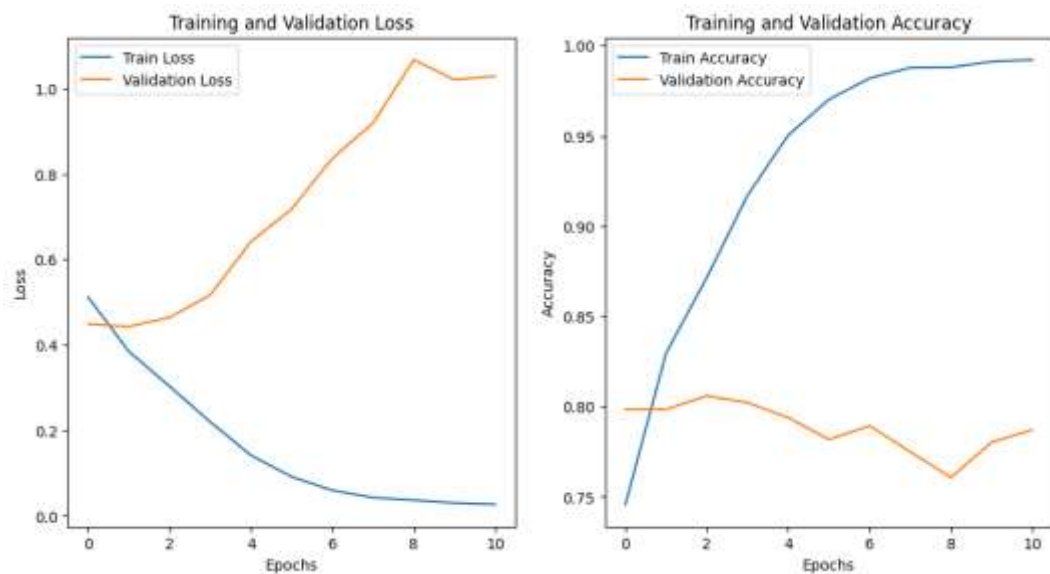 Training and Validation Loss
Train Loss
Validation Loss
1.0
0.8
0.6
0.4
0.2
0.0
Loss
0 2 4 6 8 10
Epochs
Training and Validation Accuracy
Train Accuracy
Validation Accuracy
1.00
0.95
0.90
0.85
0.80
0.75
Accuracy
0 2 4 6 8 10
Epochs